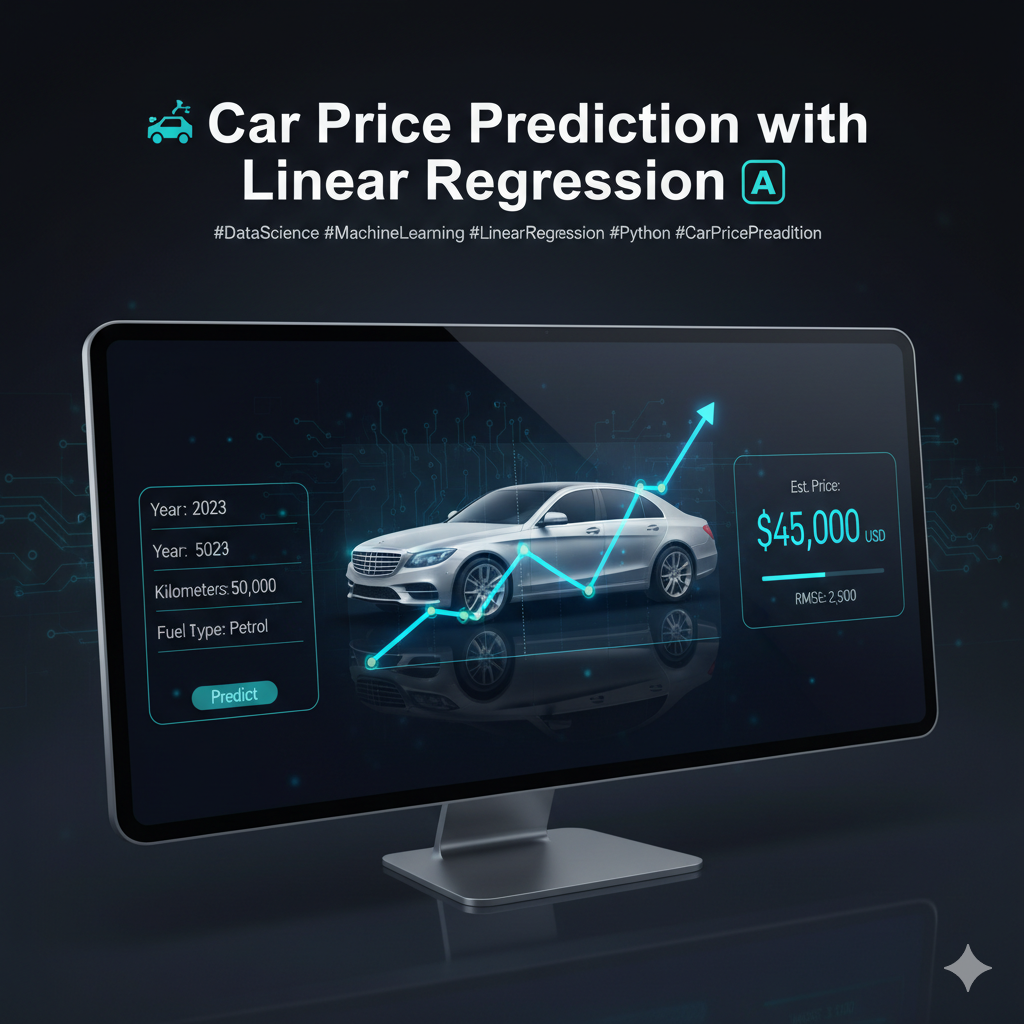 Car Price Prediction with
Linear Regression A
#DataScience #MachineLearning #LinearRegression #Python #CarPricePreadition
Year: 2023
Year: 5023
Kilometers: 50,000
Fuel Type: Petrol
Predict
Est. Price:
$45,000 USD
RMSE: 2,900